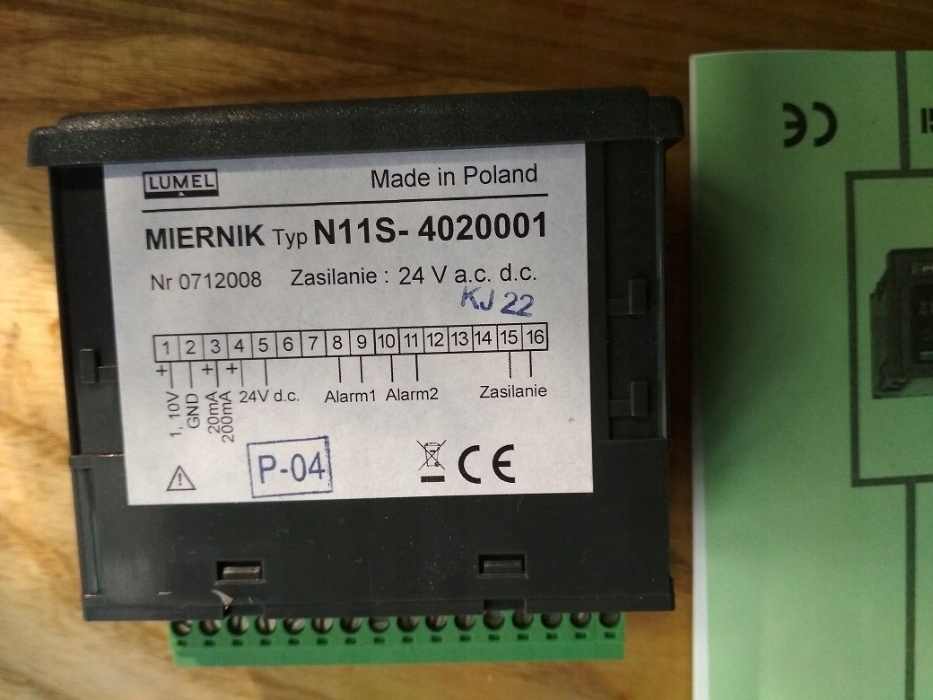 LUMEL
Made in Poland
MIERNIK Typ N11S- 4020001
Nr 0712008 Zasilanie : 24 V a.c. d.c.
KJ 22
1 2 3 4 5 6 7 8 9 10 11 12 13 14 15 16
+ + +
1, 10V
GND
20mA
200mA
24V d.c.
Alarm1
Alarm2
Zasilanie
P-04
CE
CE